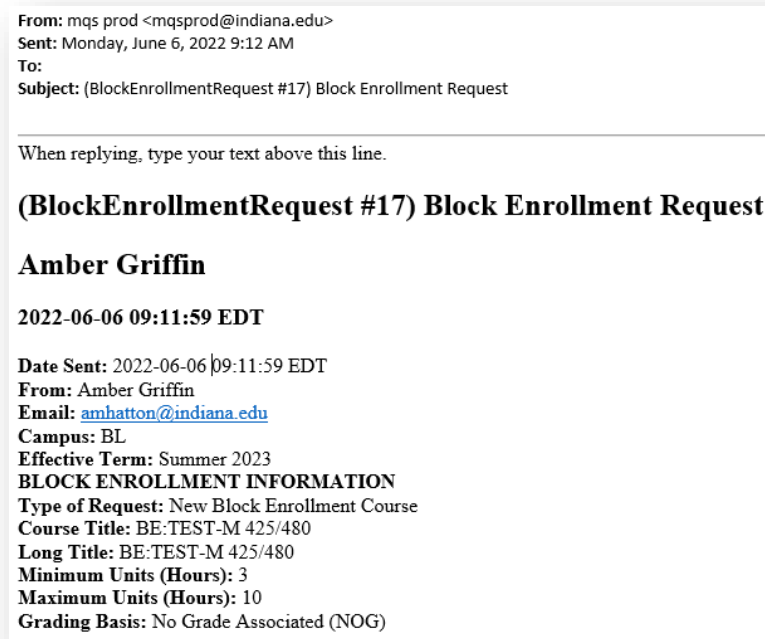 From: mqs prod <mqsprod@indiana.edu>
Sent: Monday, June 6, 2022 9:12 AM
To:
Subject: (BlockEnrollmentRequest #17) Block Enrollment Request
When replying, type your text above this line.
(BlockEnrollmentRequest #17) Block Enrollment Request
Amber Griffin
2022-06-06 09:11:59 EDT
Date Sent: 2022-06-06 09:11:59 EDT
From: Amber Griffin
Email: amhatton@indiana.edu
Campus: BL
Effective Term: Summer 2023
BLOCK ENROLLMENT INFORMATION
Type of Request: New Block Enrollment Course
Course Title: BE:TEST-M 425/480
Long Title: BE:TEST-M 425/480
Minimum Units (Hours): 3
Maximum Units (Hours): 10
Grading Basis: No Grade Associated (NOG)